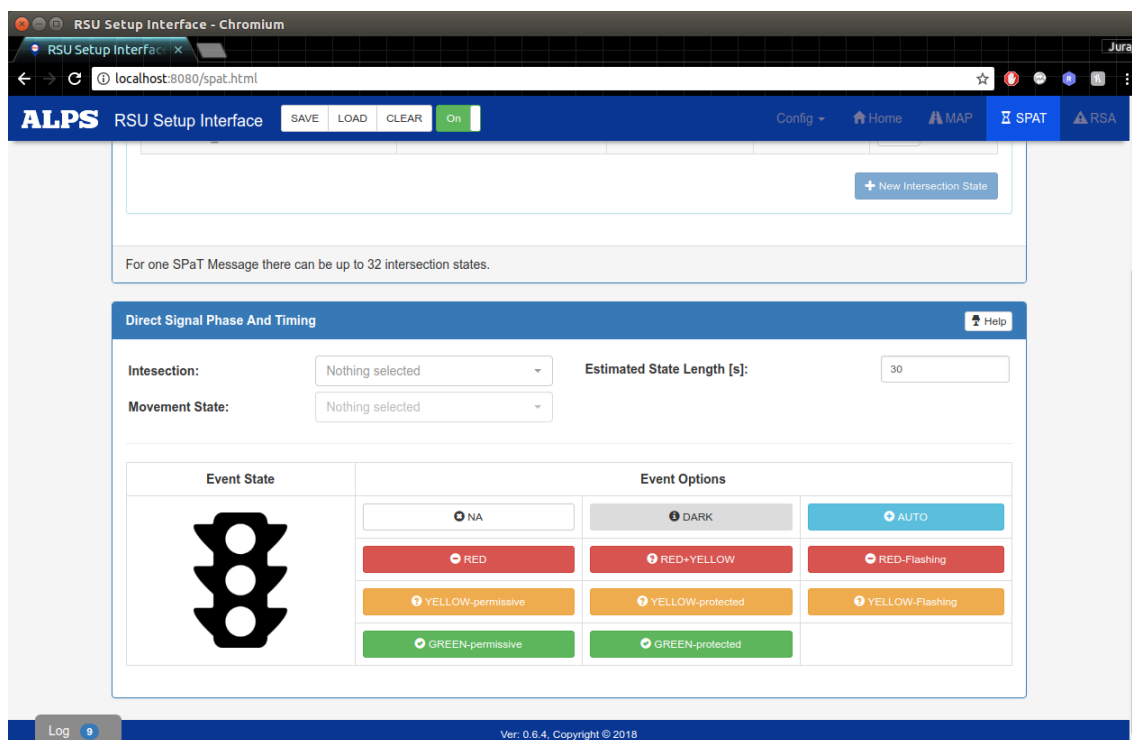 RSU Setup Interface - Chromium
RSU Setup Interfac
Jura
localhost:8080/spat.html
ALPS RSU Setup Interface SAVE LOAD CLEAR On Config Home MAP SPAT RSA
New Intersection State
For one SPaT Message there can be up to 32 intersection states.
Direct Signal Phase And Timing Help
Intesection: Nothing selected Estimated State Length [s]: 30
Movement State: Nothing selected
Event State Event Options
NA DARK AUTO
RED RED+YELLOW RED-Flashing
YELLOW-permissive YELLOW-protected YELLOW-Flashing
GREEN-permissive GREEN-protected
Log 9
Ver: 0.6.4, Copyright © 2018